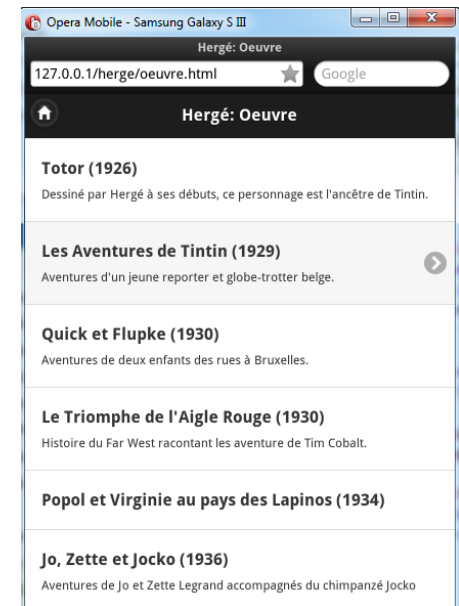 Opera Mobile - Samsung Galaxy S III
Hergé: Oeuvre
127.0.0.1/herge/oeuvre.html
Google
Hergé: Oeuvre
Totor (1926)
Dessiné par Hergé à ses débuts, ce personnage est l'ancêtre de Tintin.
Les Aventures de Tintin (1929)
Aventures d'un jeune reporter et globe-trotter belge.
Quick et Flupke (1930)
Aventures de deux enfants des rues à Bruxelles.
Le Triomphe de l'Aigle Rouge (1930)
Histoire du Far West racontant les aventure de Tim Cobalt.
Popol et Virginie au pays des Lapinos (1934)
Jo, Zette et Jocko (1936)
Aventures de Jo et Zette Legrand accompagnés du chimpanzé Jocko